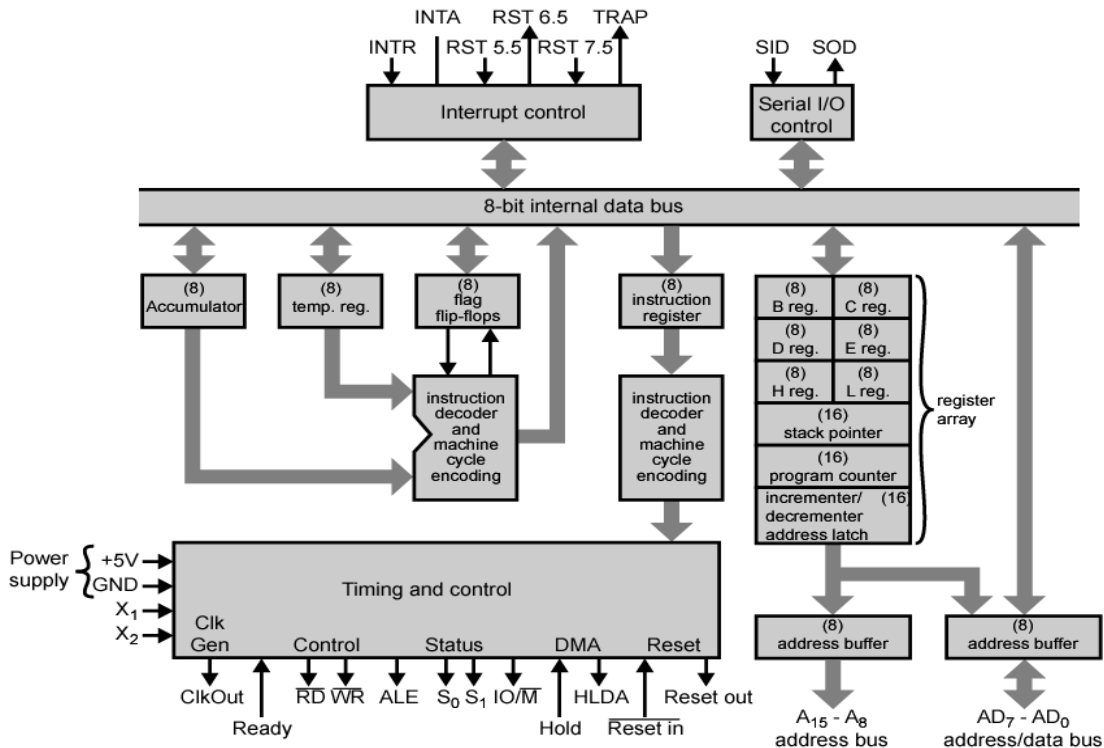 INTA RST 6.5 TRAP
INTR RST 5.5 RST 7.5
SID SOD
Interrupt control
Serial I/O
control
8-bit internal data bus
(8)
Accumulator
(8)
temp. reg.
(8)
flag
flip-flops
(8)
instruction
register
(8)
B reg.
(8)
C reg.
(8)
D reg.
(8)
E reg.
(8)
H reg.
(8)
L reg.
(16)
stack pointer
(16)
program counter
incrementer/ (16)
decrementer
address latch
register
array
instruction
decoder
and
machine
cycle
encoding
instruction
decoder
and
machine
cycle
encoding
Power
supply
+5V
GND
X₁
X₂
Timing and control
Clk
Gen
Control
Status
DMA
Reset
ClkOut
Ready
R̅D̅ W̅R̅
ALE
S₀ S₁ IO/M̅
Hold
HLDA
R̅e̅s̅e̅t̅ i̅n̅
Reset out
(8)
address buffer
(8)
address buffer
A₁₅ - A₈
address bus
AD₇ - AD₀
address/data bus